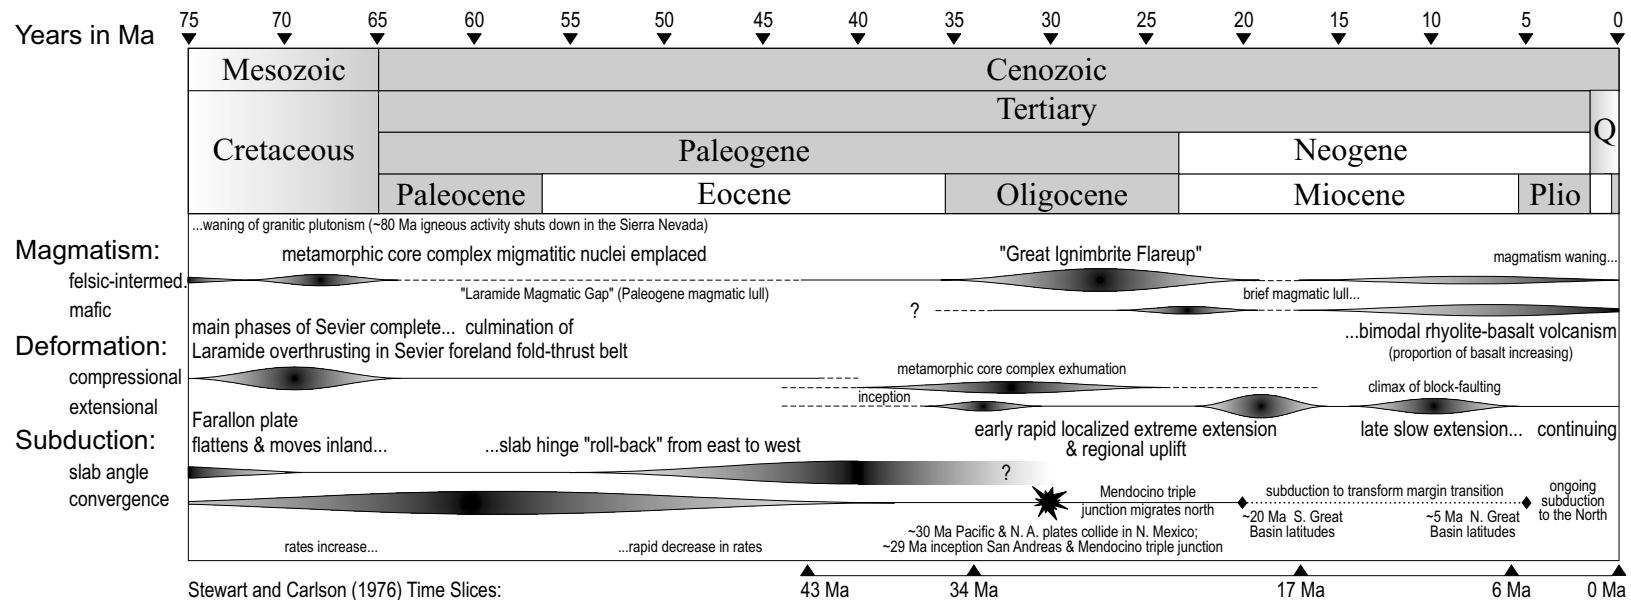 75 70 65 60 55 50 45 40 35 30 25 20 15 10 5 0
Years in Ma
Mesozoic Cenozoic
Tertiary
Q
Cretaceous Paleogene Neogene
Paleocene Eocene Oligocene Miocene Plio
...waning of granitic plutonism (~80 Ma igneous activity shuts down in the Sierra Nevada)
Magmatism:
metamorphic core complex migmatitic nuclei emplaced
"Great Ignimbrite Flareup"
magmatism waning...
felsic-intermed.
"Laramide Magmatic Gap" (Paleogene magmatic lull)
brief magmatic lull...
mafic
?
main phases of Sevier complete... culmination of
Laramide overthrusting in Sevier foreland fold-thrust belt
...bimodal rhyolite-basalt volcanism
(proportion of basalt increasing)
Deformation:
compressional
metamorphic core complex exhumation
climax of block-faulting
inception
extensional
Farallon plate
flattens & moves inland...
early rapid localized extreme extension
& regional uplift
late slow extension... continuing
Subduction:
...slab hinge "roll-back" from east to west
slab angle
?
convergence
Mendocino triple
junction migrates north
subduction to transform margin transition
ongoing
subduction
to the North
~20 Ma S. Great
Basin latitudes
~5 Ma N. Great
Basin latitudes
~30 Ma Pacific & N. A. plates collide in N. Mexico;
~29 Ma inception San Andreas & Mendocino triple junction
rates increase...
...rapid decrease in rates
Stewart and Carlson (1976) Time Slices:
43 Ma 34 Ma 17 Ma 6 Ma 0 Ma